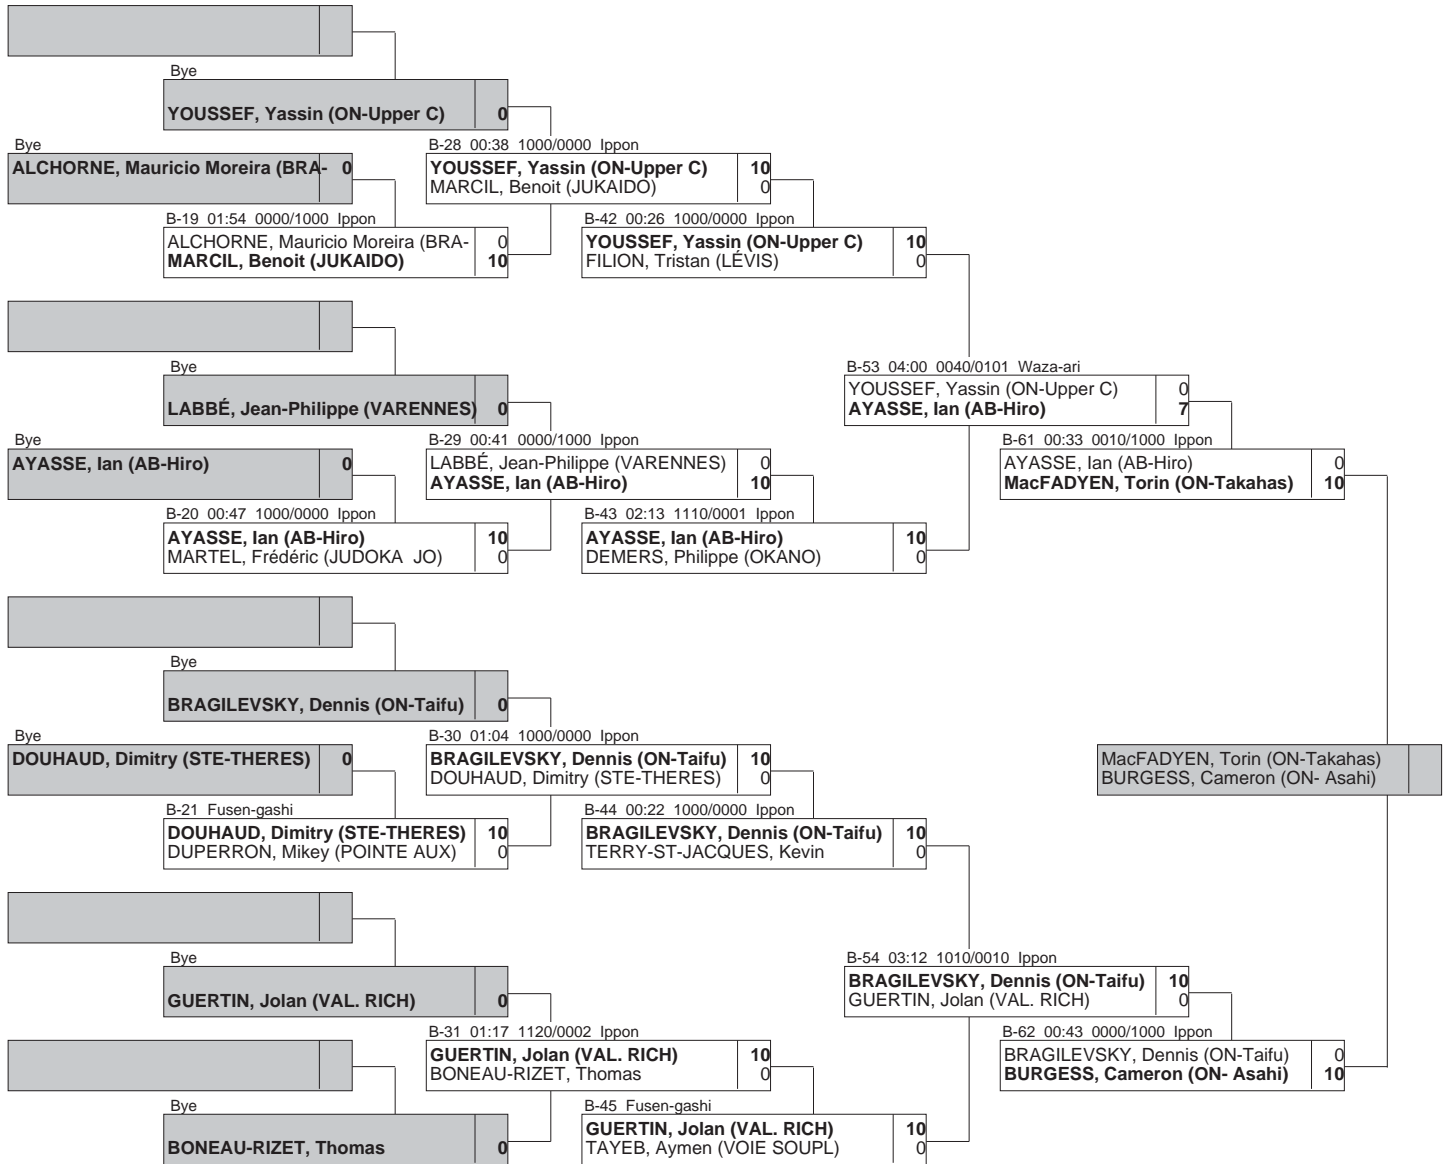 Bye
YOUSSEF, Yassin (ON-Upper C) 0
Bye
ALCHORNE, Mauricio Moreira (BRA- 0
B-28 00:38 1000/0000 Ippon
YOUSSEF, Yassin (ON-Upper C) 10
MARCIL, Benoit (JUKAIDO) 0
B-19 01:54 0000/1000 Ippon
ALCHORNE, Mauricio Moreira (BRA- 0
MARCIL, Benoit (JUKAIDO) 10
B-42 00:26 1000/0000 Ippon
YOUSSEF, Yassin (ON-Upper C) 10
FILION, Tristan (LÉVIS) 0
Bye
LABBÉ, Jean-Philippe (VARENNES) 0
B-53 04:00 0040/0101 Waza-ari
YOUSSEF, Yassin (ON-Upper C) 0
AYASSE, Ian (AB-Hiro) 7
Bye
AYASSE, Ian (AB-Hiro) 0
B-29 00:41 0000/1000 Ippon
LABBÉ, Jean-Philippe (VARENNES) 0
AYASSE, Ian (AB-Hiro) 10
B-61 00:33 0010/1000 Ippon
AYASSE, Ian (AB-Hiro) 0
MacFADYEN, Torin (ON-Takahas) 10
B-20 00:47 1000/0000 Ippon
AYASSE, Ian (AB-Hiro) 10
MARTEL, Frédéric (JUDOKA JO) 0
B-43 02:13 1110/0001 Ippon
AYASSE, Ian (AB-Hiro) 10
DEMERS, Philippe (OKANO) 0
Bye
BRAGILEVSKY, Dennis (ON-Taifu) 0
Bye
DOUHAUD, Dimitry (STE-THERES) 0
B-30 01:04 1000/0000 Ippon
BRAGILEVSKY, Dennis (ON-Taifu) 10
DOUHAUD, Dimitry (STE-THERES) 0
MacFADYEN, Torin (ON-Takahas)
BURGESS, Cameron (ON- Asahi)
B-21 Fusen-gashi
DOUHAUD, Dimitry (STE-THERES) 10
DUPERRON, Mikey (POINTE AUX) 0
B-44 00:22 1000/0000 Ippon
BRAGILEVSKY, Dennis (ON-Taifu) 10
TERRY-ST-JACQUES, Kevin 0
Bye
GUERTIN, Jolan (VAL. RICH) 0
B-54 03:12 1010/0010 Ippon
BRAGILEVSKY, Dennis (ON-Taifu) 10
GUERTIN, Jolan (VAL. RICH) 0
B-31 01:17 1120/0002 Ippon
GUERTIN, Jolan (VAL. RICH) 10
BONEAU-RIZET, Thomas 0
B-62 00:43 0000/1000 Ippon
BRAGILEVSKY, Dennis (ON-Taifu) 0
BURGESS, Cameron (ON- Asahi) 10
Bye
BONEAU-RIZET, Thomas 0
B-45 Fusen-gashi
GUERTIN, Jolan (VAL. RICH) 10
TAYEB, Aymen (VOIE SOUPL) 0